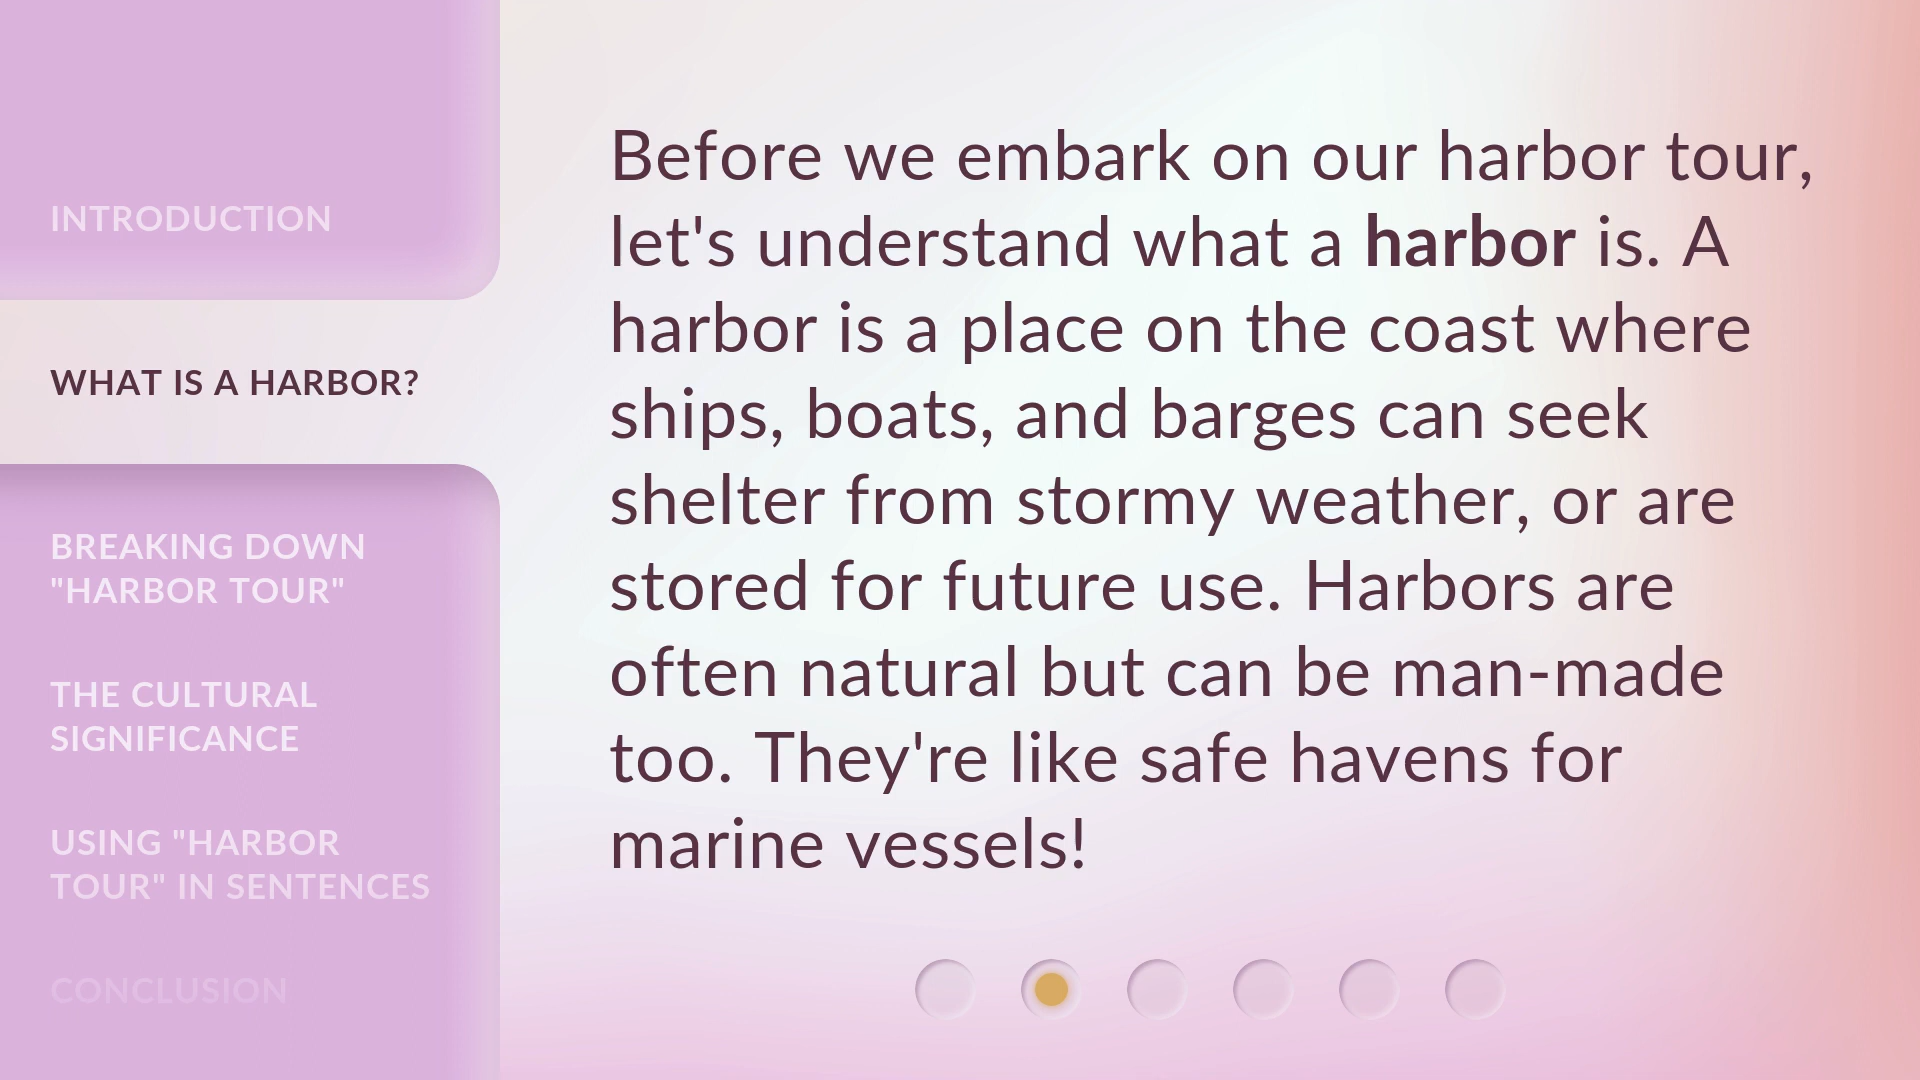 INTRODUCTION
WHAT IS A HARBOR?
BREAKING DOWN
"HARBOR TOUR"
THE CULTURAL
SIGNIFICANCE
USING "HARBOR
TOUR" IN SENTENCES
CONCLUSION
Before we embark on our harbor tour,
let's understand what a harbor is. A
harbor is a place on the coast where
ships, boats, and barges can seek
shelter from stormy weather, or are
stored for future use. Harbors are
often natural but can be man-made
too. They're like safe havens for
marine vessels!